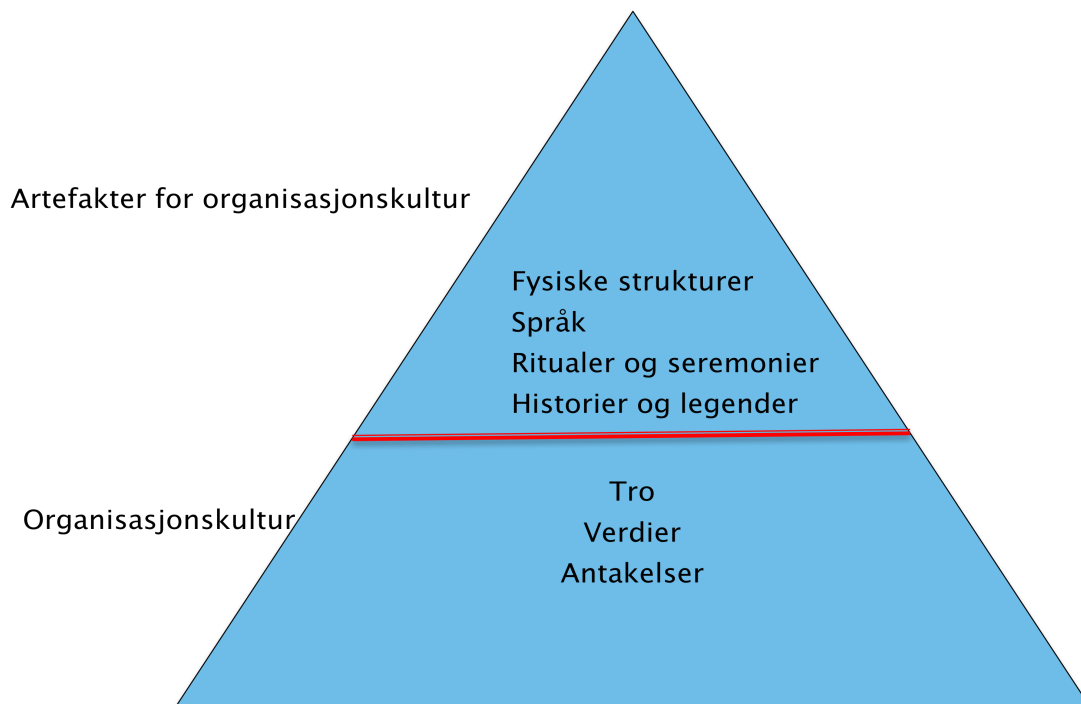 Artefakter for organisasjonskultur
Fysiske strukturer
Språk
Ritualer og seremonier
Historier og legender
Organisasjonskultur
Tro
Verdier
Antakelser